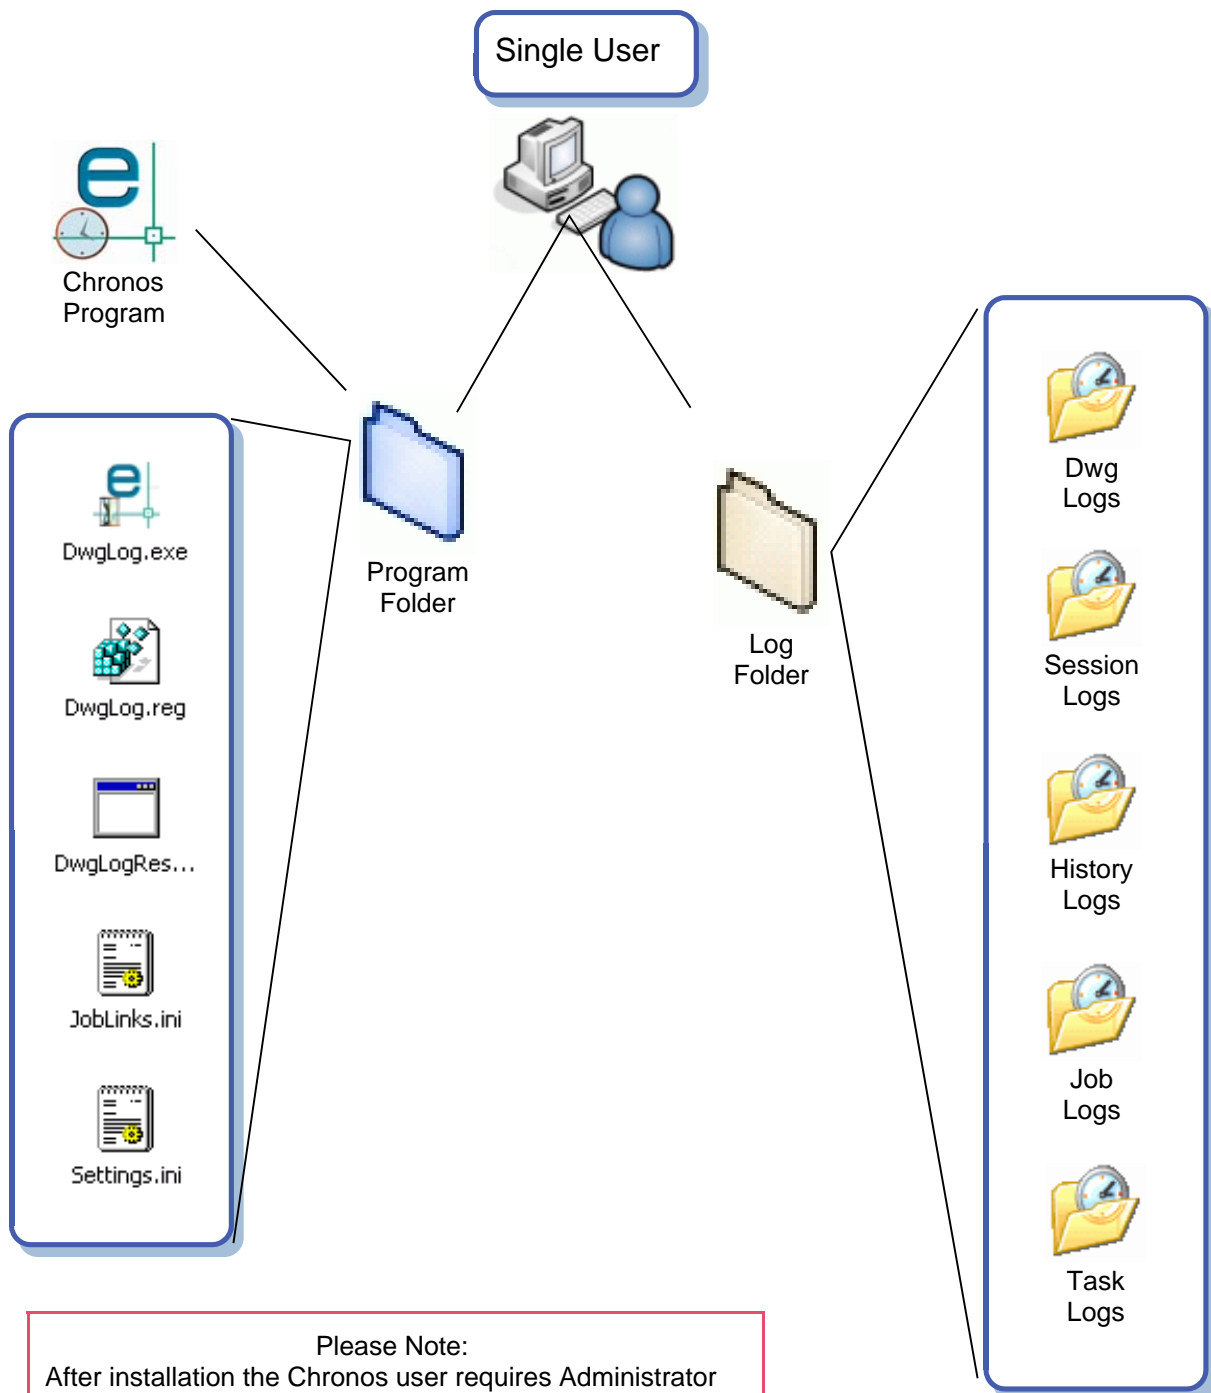 Single User
Chronos
Program
DwgLog.exe
DwgLog.reg
DwgLogRes...
JobLinks.ini
Settings.ini
Program
Folder
Log
Folder
Dwg
Logs
Session
Logs
History
Logs
Job
Logs
Task
Logs
Please Note:
After installation the Chronos user requires Administrator